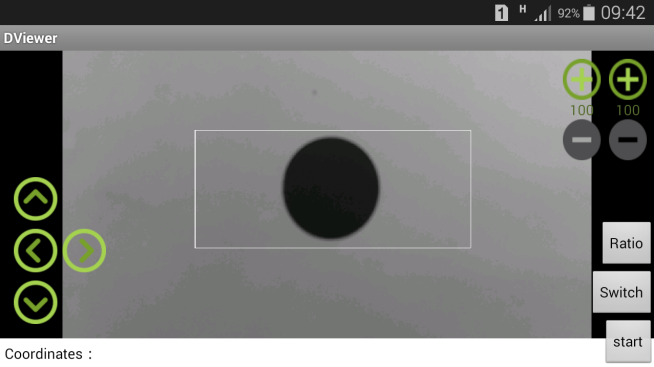 1 H 92% 09:42
DViewer
100 100
Ratio
Switch
start
Coordinates :